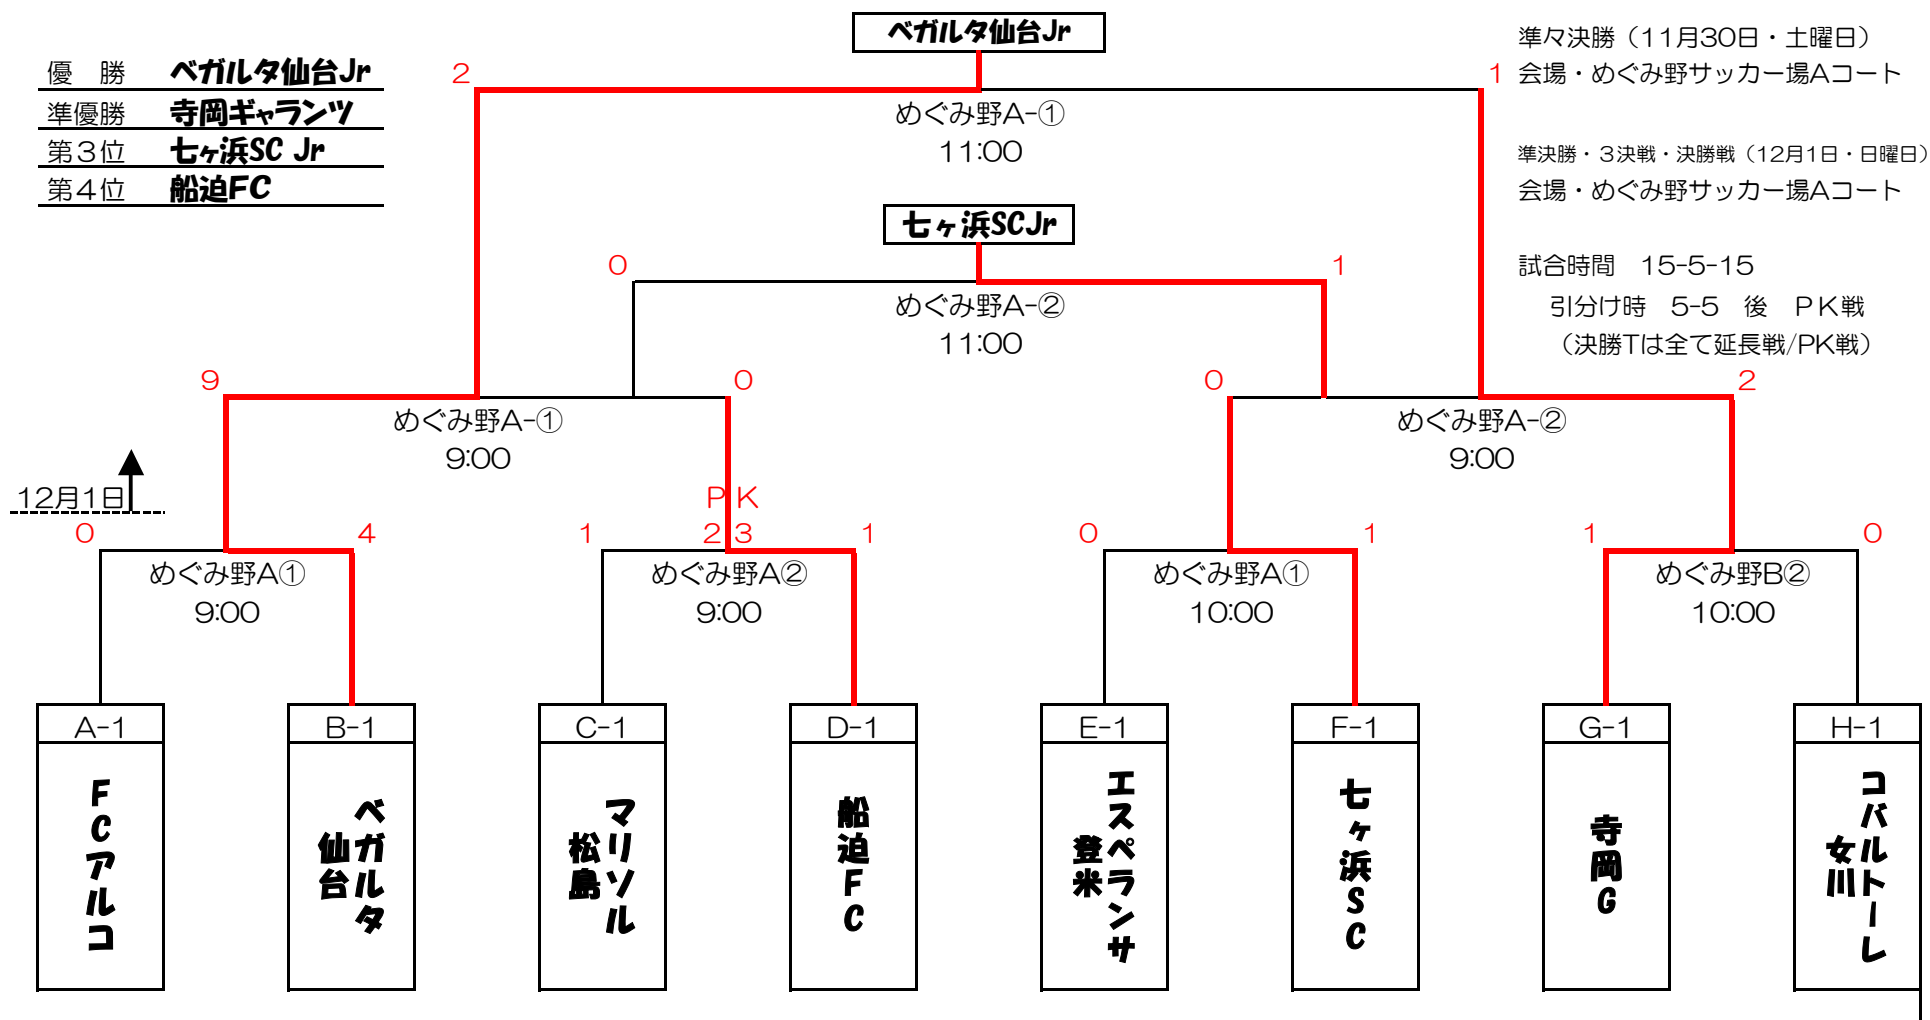 ベガルタ仙台Jr
優　勝　ベガルタ仙台Jr
準優勝　寺岡ギャランツ
第３位　七ヶ浜SC Jr
第４位　船迫FC
準々決勝（11月30日・土曜日）
会場・めぐみ野サッカー場Aコート
準決勝・３決戦・決勝戦（12月1日・日曜日）
会場・めぐみ野サッカー場Aコート
試合時間　15-5-15
引分け時　5-5　後　ＰＫ戦
（決勝Tは全て延長戦/PK戦）
2　1
めぐみ野A-①
11:00
七ヶ浜SCJr
0　1
めぐみ野A-②
11:00
9　0　0　2
めぐみ野A-①　めぐみ野A-②
9:00　9:00
12月1日
ＰＫ
0　4　1　2 3　1　0　1　1　0
めぐみ野A①　めぐみ野A②　めぐみ野A①　めぐみ野B②
9:00　9:00　10:00　10:00
A-1　B-1　C-1　D-1　E-1　F-1　G-1　H-1
FCアルコ
ベガルタ
仙台
マリソル
松島
船迫FC
エスペランサ
登米
七ヶ浜SC
寺岡G
コバルトーレ
女川